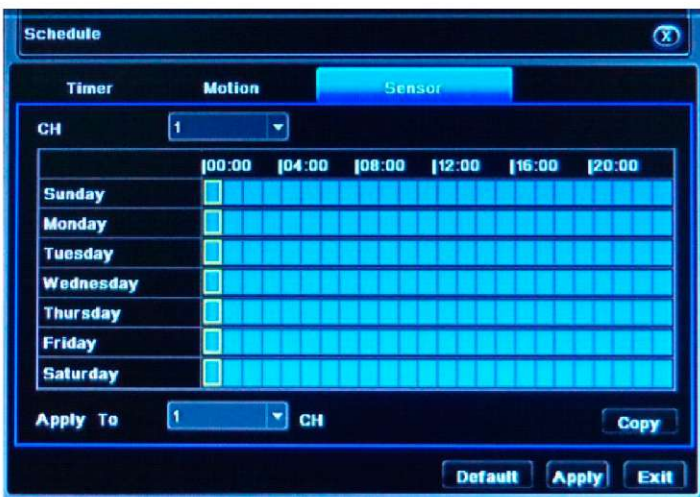 Schedule X
Timer Motion Sensor
CH 1
|00:00 |04:00 |08:00 |12:00 |16:00 |20:00
Sunday
Monday
Tuesday
Wednesday
Thursday
Friday
Saturday
Apply To 1 CH Copy
Default Apply Exit